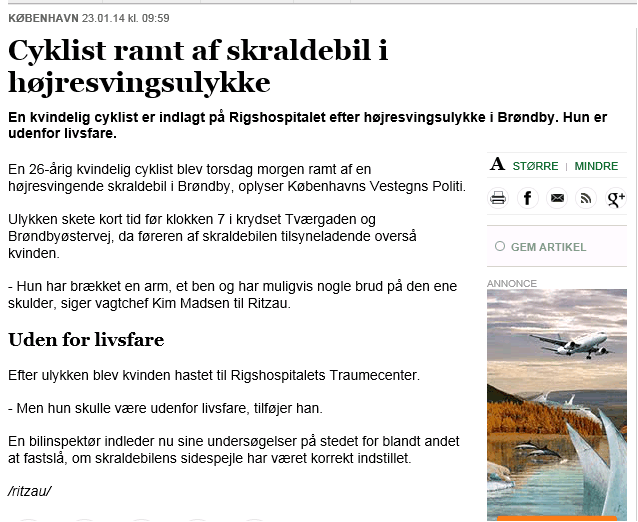 KØBENHAVN 23.01.14 kl. 09:59
Cyklist ramt af skraldebil i
højresvingsulykke
En kvindelig cyklist er indlagt på Rigshospitalet efter højresvingsulykke i Brøndby. Hun er
udenfor livsfare.
A STØRRE | MINDRE
En 26-årig kvindelig cyklist blev torsdag morgen ramt af en
højresvingende skraldebil i Brøndby, oplyser Københavns Vestegns Politi.
Ulykken skete kort tid før klokken 7 i krydset Tværgaden og
Brøndbyøstervej, da føreren af skraldebilen tilsyneladende overså
kvinden.
GEM ARTIKEL
- Hun har brækket en arm, et ben og har muligvis nogle brud på den ene
skulder, siger vagtchef Kim Madsen til Ritzau.
ANNONCE
Uden for livsfare
Efter ulykken blev kvinden hastet til Rigshospitalets Traumecenter.
- Men hun skulle være udenfor livsfare, tilføjer han.
En bilinspektør indleder nu sine undersøgelser på stedet for blandt andet
at fastslå, om skraldebilens sidespejle har været korrekt indstillet.
/ritzau/